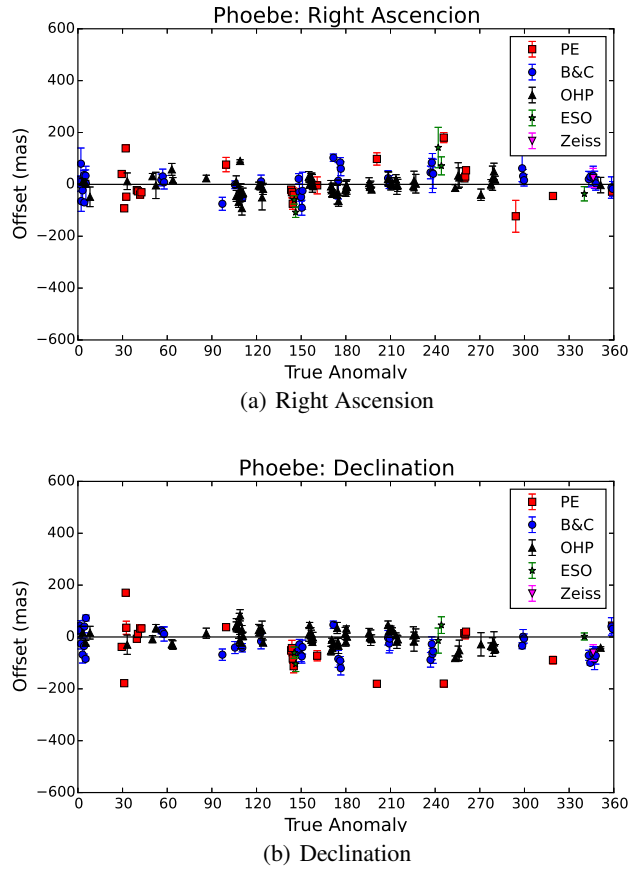 Phoebe: Right Ascencion
600
400
200
0
−200
−400
−600
Offset (mas)
PE
B&C
OHP
ESO
Zeiss
0 30 60 90 120 150 180 210 240 270 300 330 360
True Anomaly
(a) Right Ascension
Phoebe: Declination
600
400
200
0
−200
−400
−600
Offset (mas)
PE
B&C
OHP
ESO
Zeiss
0 30 60 90 120 150 180 210 240 270 300 330 360
True Anomaly
(b) Declination